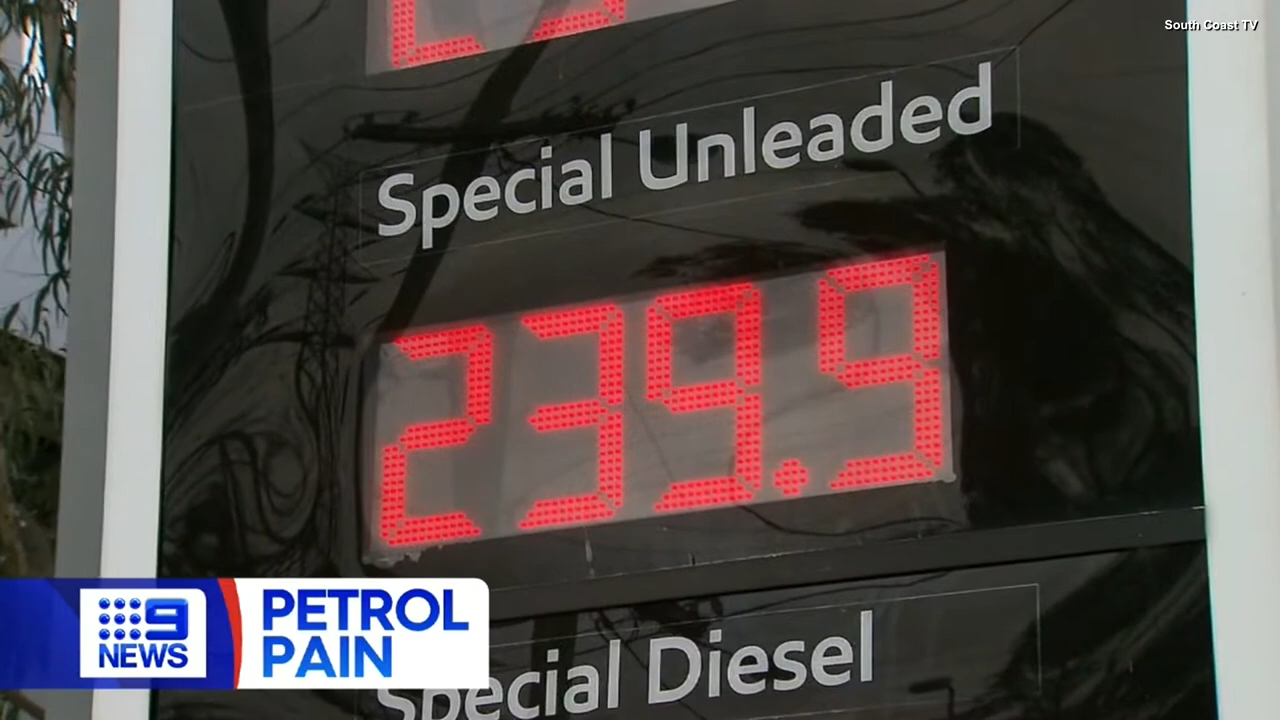 South Coast TV
Special Unleaded
239.9
9
NEWS
PETROL
PAIN
Special Diesel